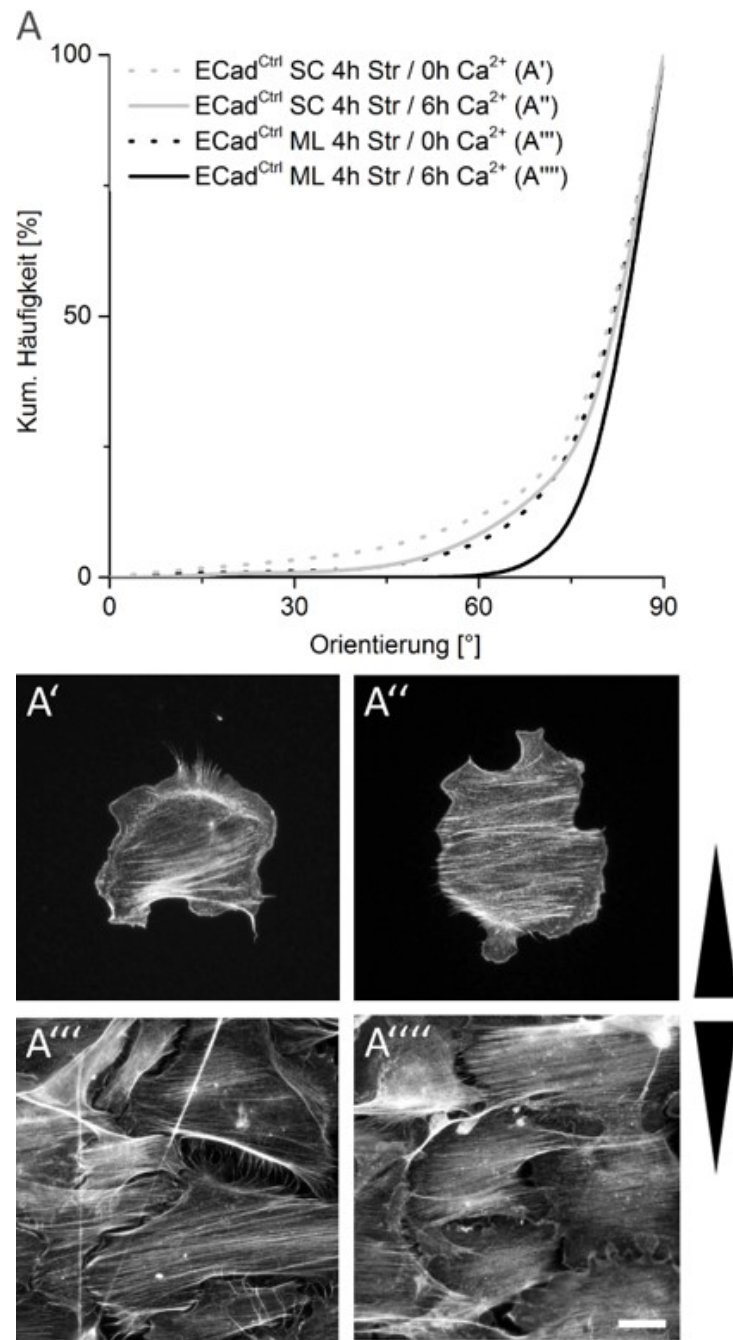 A
100
50
0
Kum. Häufigkeit [%]
ECad^Ctrl SC 4h Str / 0h Ca²⁺ (A')
ECad^Ctrl SC 4h Str / 6h Ca²⁺ (A'')
ECad^Ctrl ML 4h Str / 0h Ca²⁺ (A''')
ECad^Ctrl ML 4h Str / 6h Ca²⁺ (A'''')
0 30 60 90
Orientierung [°]
A‘ A‘‘
A‘‘‘ A‘‘‘‘